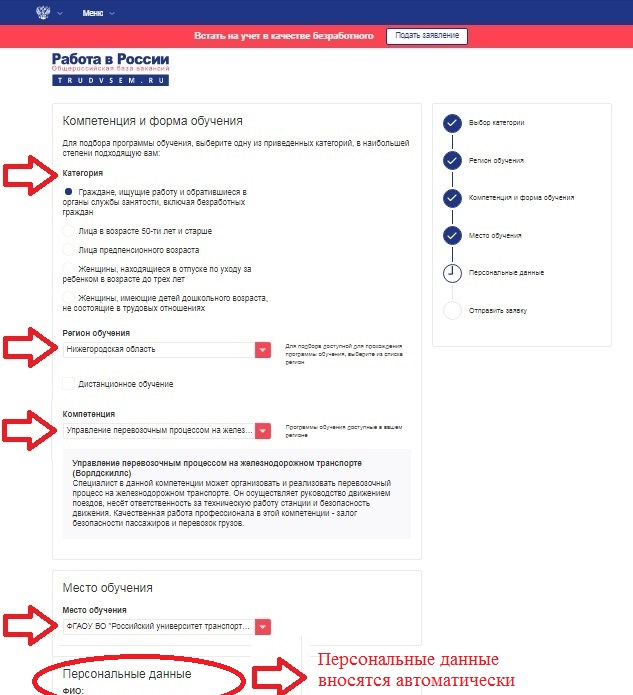 Меню
Встать на учет в качестве Безработного
Подать заявление
Работа в России
Общероссийская база вакансий
TRUDVSEM.RU
Компетенция и форма обучения
Для подбора программы обучения, выберите одну из приведенных категорий, в наибольшей
степени подходящую вам:
Категория
Граждане, ищущие работу и обратившиеся в
органы службы занятости, включая безработных
граждан
Лица в возрасте 50-ти лет и старше
Лица предпенсионного возраста
Женщины, находящиеся в отпуске по уходу за
ребенком в возрасте до трех лет
Женщины, имеющие детей дошкольного возраста,
не состоящие в трудовых отношениях
Регион обучения
Нижегородская область
Для подбора доступной для прохождения
программы обучения, выберите из списка
регион
Дистанционное обучение
Компетенция
Управление перевозочным процессом на желез...
Программы обучения доступные в вашем
регионе
Управление перевозочным процессом на железнодорожном транспорте
(Ворлдскиллс)
Специалист в данной компетенции может организовать и реализовать перевозочный
процесс на железнодорожном транспорте. Он осуществляет руководство движением
поездов, несёт ответственность за техническую работу станции и безопасность
движения. Качественная работа профессионала в этой компетенции - залог
безопасности пассажиров и перевозок грузов.
Место обучения
Место обучения
ФГАОУ ВО "Российский университет транспорт...
Персональные данные
ФИО:
Персональные данные
вносятся автоматически
Выбор категории
Регион обучения
Компетенция и форма обучения
Место обучения
Персональные данные
Отправить заявку